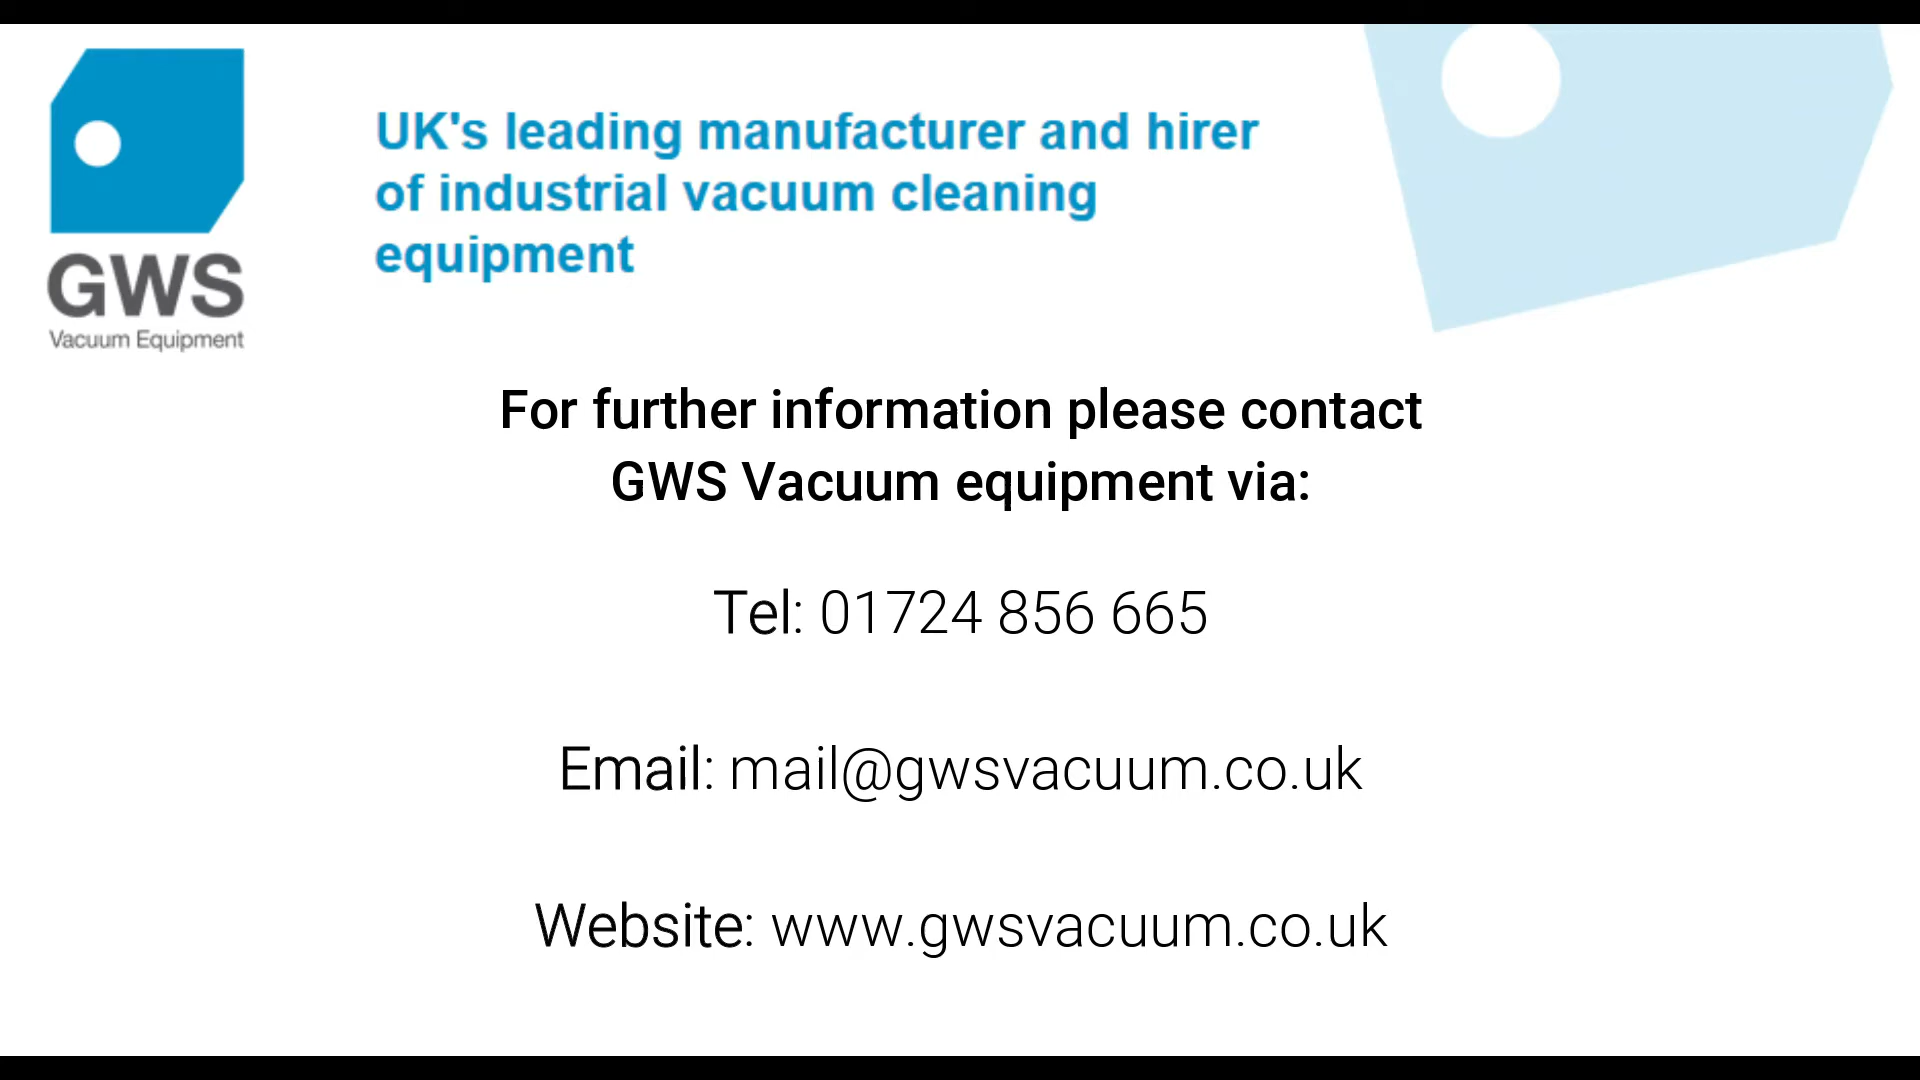 GWS
Vacuum Equipment
UK's leading manufacturer and hirer
of industrial vacuum cleaning
equipment
For further information please contact
GWS Vacuum equipment via:
Tel: 01724 856 665
Email: mail@gwsvacuum.co.uk
Website: www.gwsvacuum.co.uk